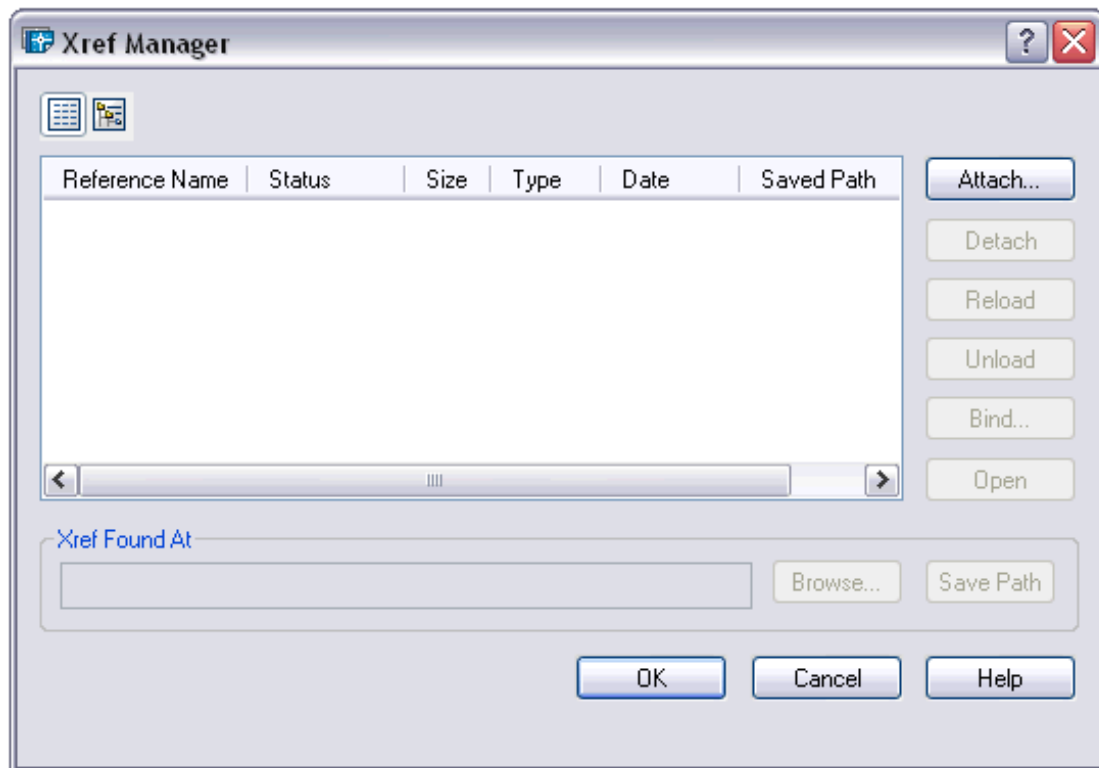 Xref Manager
Reference Name Status Size Type Date Saved Path
Attach...
Detach
Reload
Unload
Bind...
Open
Xref Found At
Browse... Save Path
OK Cancel Help